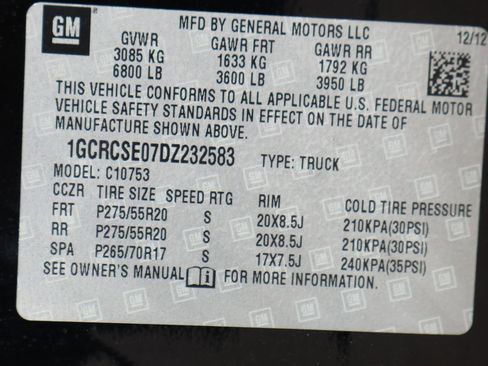 GM
MFD BY GENERAL MOTORS LLC
12/12
GVWR GAWR FRT GAWR RR
3085 KG 1633 KG 1792 KG
6800 LB 3600 LB 3950 LB
THIS VEHICLE CONFORMS TO ALL APPLICABLE U.S. FEDERAL MOTOR
VEHICLE SAFETY STANDARDS IN EFFECT ON THE DATE OF
MANUFACTURE SHOWN ABOVE.
1GCRCSE07DZ232583 TYPE: TRUCK
MODEL: C10753
CCZR TIRE SIZE SPEED RTG RIM COLD TIRE PRESSURE
FRT P275/55R20 S 20X8.5J 210KPA(30PSI)
RR P275/55R20 S 20X8.5J 210KPA(30PSI)
SPA P265/70R17 S 17X7.5J 240KPA(35PSI)
SEE OWNER'S MANUAL FOR MORE INFORMATION.